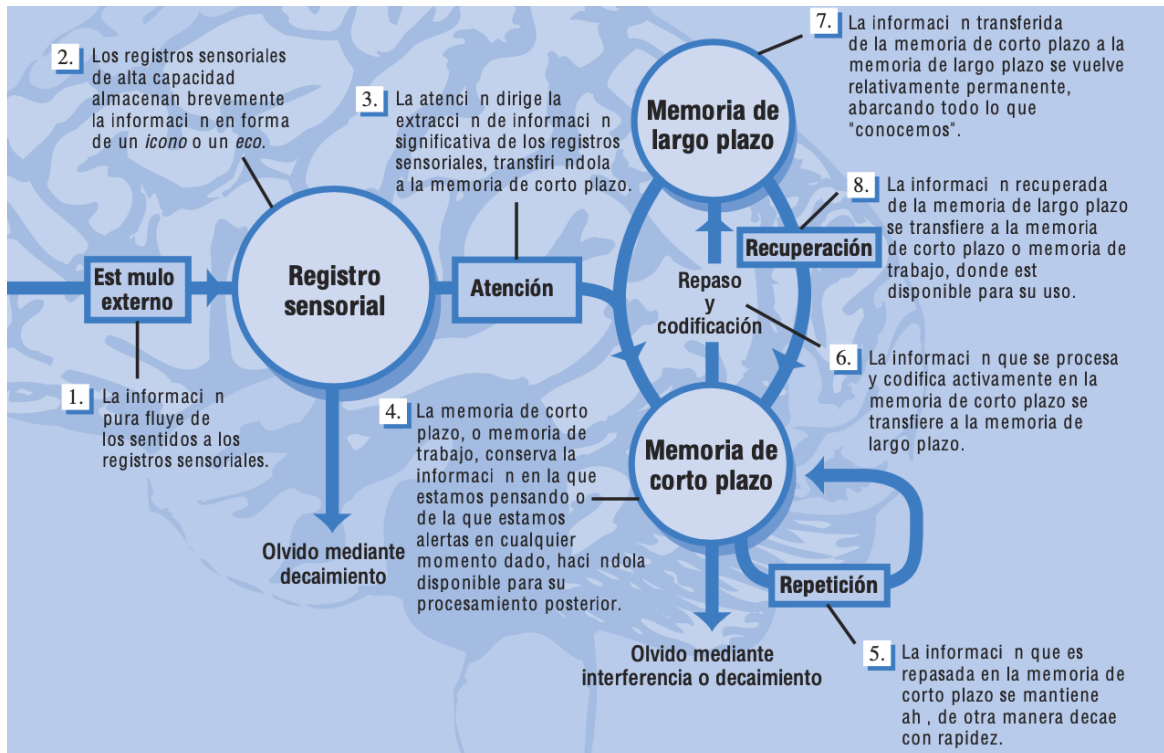 1.
La informaci n
pura fluye de
los sentidos a los
registros sensoriales.
Est mulo
externo
2.
Los registros sensoriales
de alta capacidad
almacenan brevemente
la informaci n en forma
de un icono o un eco.
Registro
sensorial
Olvido mediante
decaimiento
3.
La atenci n dirige la
extracci n de informaci n
significativa de los registros
sensoriales, transfiri ndola
a la memoria de corto plazo.
Atención
4.
La memoria de corto
plazo, o memoria de
trabajo, conserva la
informaci n en la que
estamos pensando o
de la que estamos
alertas en cualquier
momento dado, haci ndola
disponible para su
procesamiento posterior.
Memoria de
corto plazo
Olvido mediante
interferencia o decaimiento
Repetición
5.
La informaci n que es
repasada en la memoria de
corto plazo se mantiene
ah , de otra manera decae
con rapidez.
Repaso
y
codificación
6.
La informaci n que se procesa
y codifica activamente en la
memoria de corto plazo se
transfiere a la memoria de
largo plazo.
Memoria de
largo plazo
7.
La informaci n transferida
de la memoria de corto plazo a la
memoria de largo plazo se vuelve
relativamente permanente,
abarcando todo lo que
"conocemos".
Recuperación
8.
La informaci n recuperada
de la memoria de largo plazo
se transfiere a la memoria
de corto plazo o memoria de
trabajo, donde est
disponible para su uso.